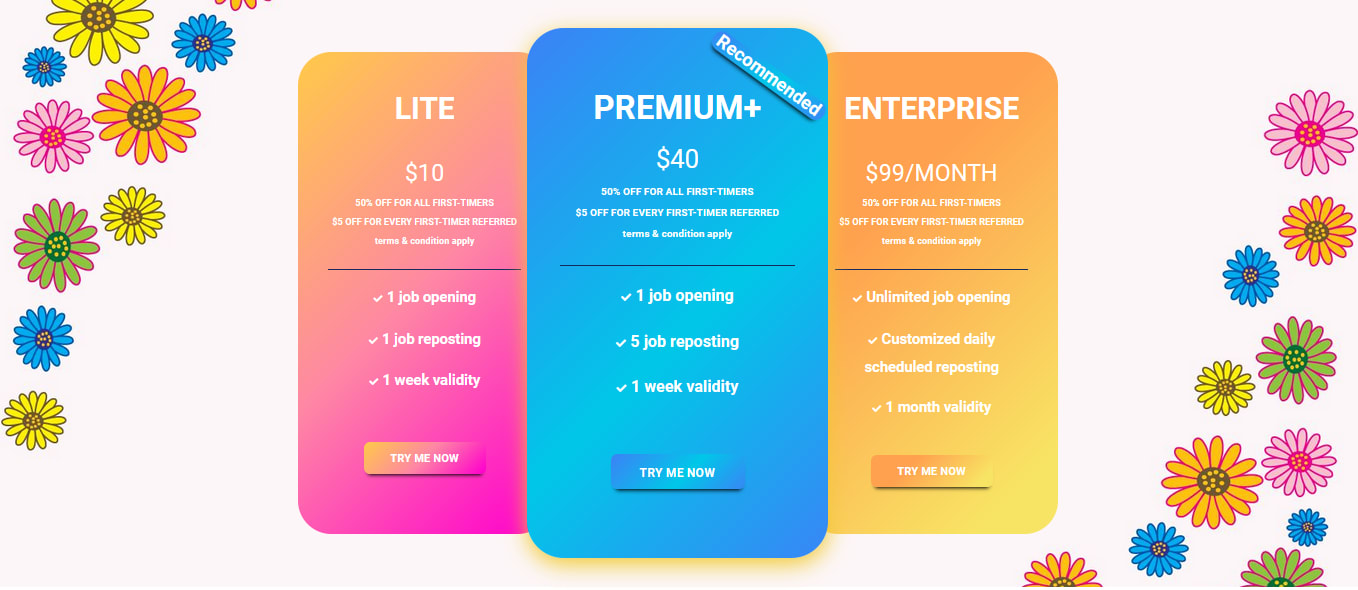 LITE
$10
50% OFF FOR ALL FIRST-TIMERS
$5 OFF FOR EVERY FIRST-TIMER REFERRED
terms & condition apply
1 job opening
1 job reposting
1 week validity
TRY ME NOW
Recommended
PREMIUM+
$40
50% OFF FOR ALL FIRST-TIMERS
$5 OFF FOR EVERY FIRST-TIMER REFERRED
terms & condition apply
1 job opening
5 job reposting
1 week validity
TRY ME NOW
ENTERPRISE
$99/MONTH
50% OFF FOR ALL FIRST-TIMERS
$5 OFF FOR EVERY FIRST-TIMER REFERRED
terms & condition apply
Unlimited job opening
Customized daily
scheduled reposting
1 month validity
TRY ME NOW